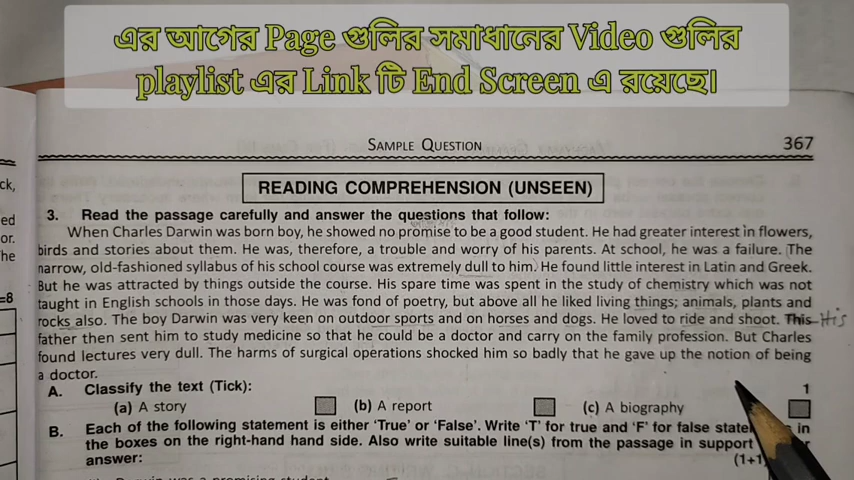 এর আগের Page গুলির সমাধানের Video গুলির
playlist এর Link টি End Screen এ রয়েছে।
SAMPLE QUESTION 367
READING COMPREHENSION (UNSEEN)
3. Read the passage carefully and answer the questions that follow:
When Charles Darwin was born boy, he showed no promise to be a good student. He had greater interest in flowers,
birds and stories about them. He was, therefore, a trouble and worry of his parents. At school, he was a failure. The
narrow, old-fashioned syllabus of his school course was extremely dull to him. He found little interest in Latin and Greek.
But he was attracted by things outside the course. His spare time was spent in the study of chemistry which was not
taught in English schools in those days. He was fond of poetry, but above all he liked living things; animals, plants and
rocks also. The boy Darwin was very keen on outdoor sports and on horses and dogs. He loved to ride and shoot. This His
father then sent him to study medicine so that he could be a doctor and carry on the family profession. But Charles
found lectures very dull. The harms of surgical operations shocked him so badly that he gave up the notion of being
a doctor.
A. Classify the text (Tick): 1
(a) A story (b) A report (c) A biography
B. Each of the following statement is either 'True' or 'False'. Write 'T' for true and 'F' for false in
the boxes on the right-hand hand side. Also write suitable line(s) from the passage in support
answer: (1+1)
Darwin was a promising student
ck,
ed
or.
he
=8